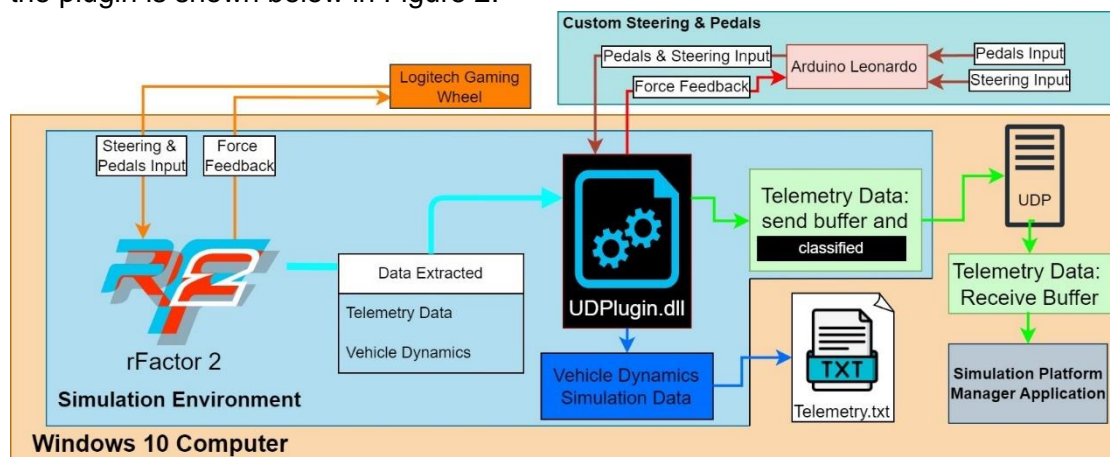 the plugin is shown below in Figure 2.
Custom Steering & Pedals
Pedals & Steering Input
Arduino Leonardo
Pedals Input
Force Feedback
Steering Input
Logitech Gaming
Wheel
Steering &
Pedals Input
Force
Feedback
UDP
Telemetry Data:
send buffer and
classified
Data Extracted
Telemetry Data
Vehicle Dynamics
UDPlugin.dll
Telemetry Data:
Receive Buffer
rF2
rFactor 2
Vehicle Dynamics
Simulation Data
TXT
Telemetry.txt
Simulation Platform
Manager Application
Simulation Environment
Windows 10 Computer